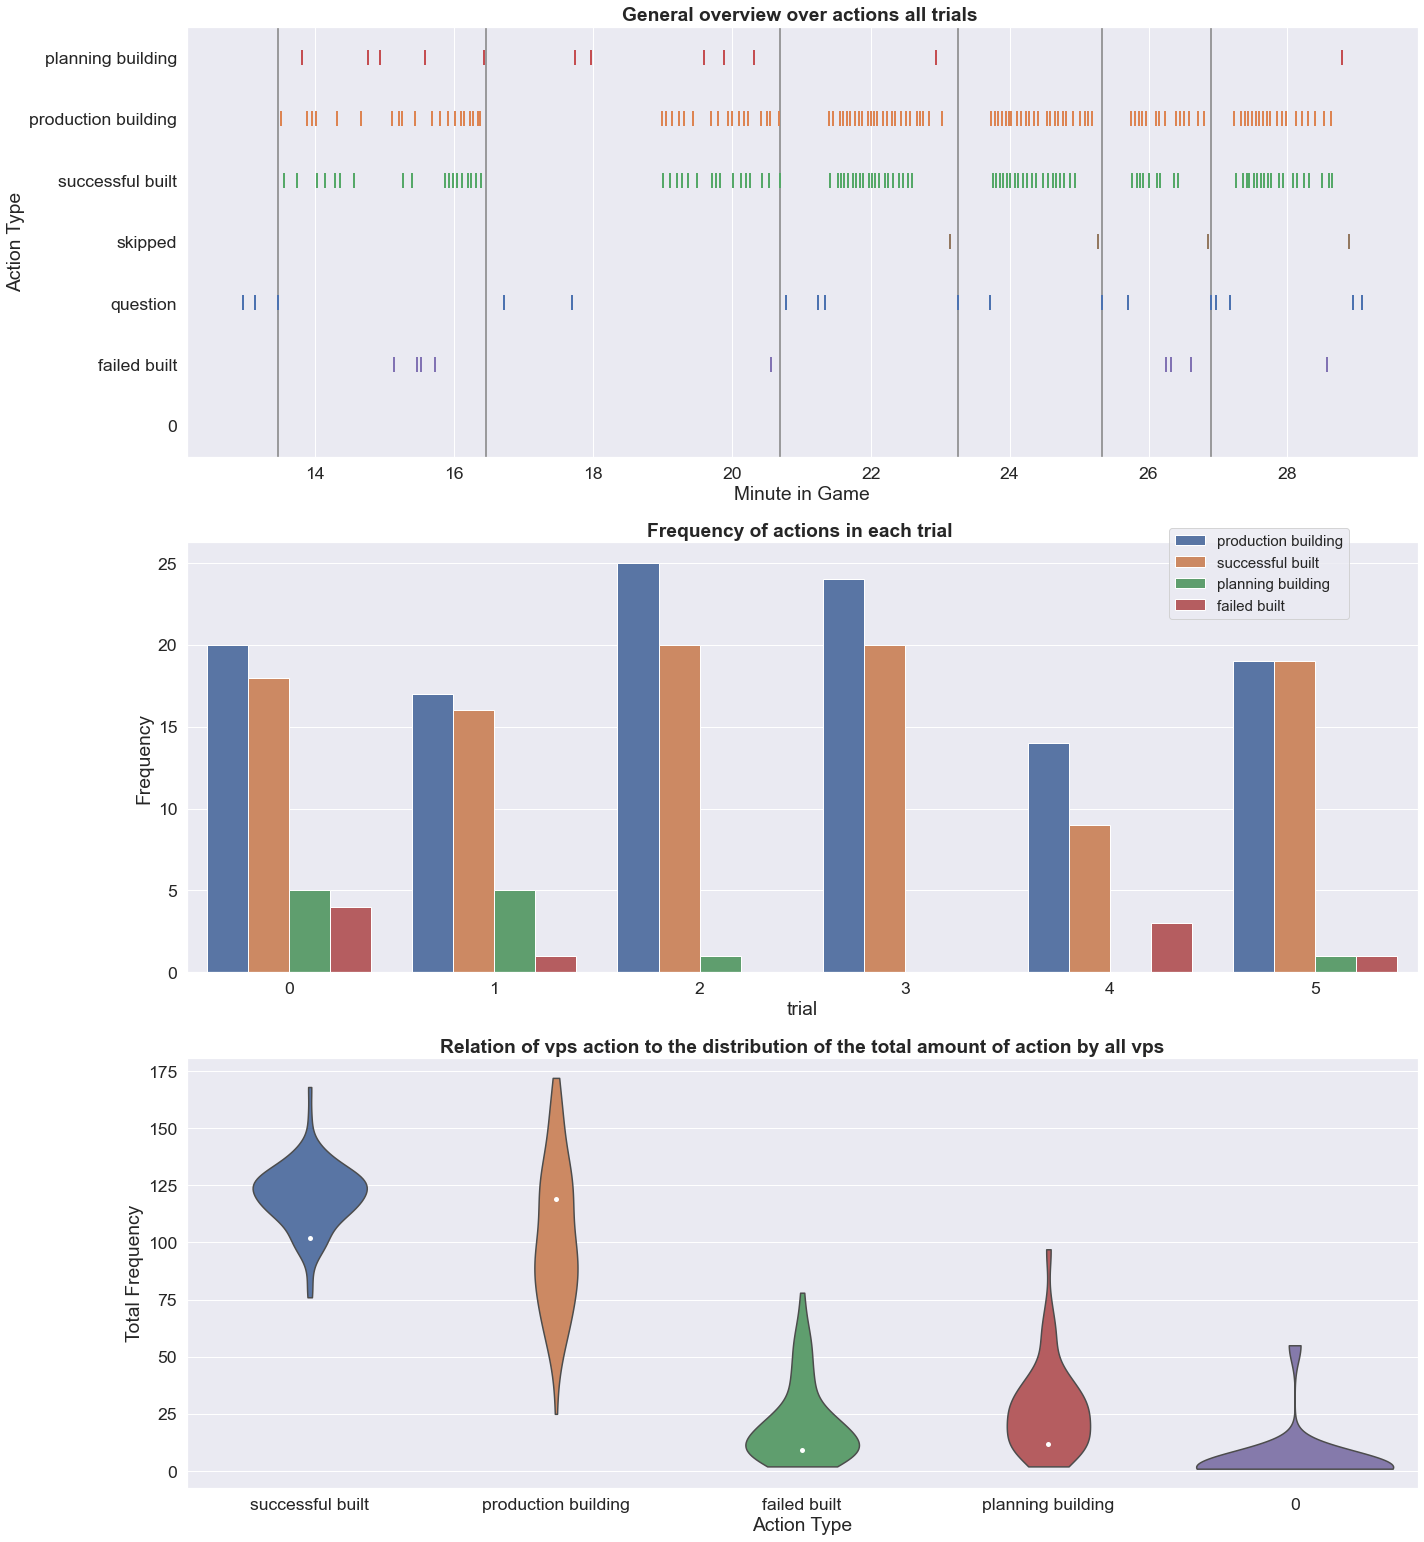 General overview over actions all trials
planning building
production building
successful built
skipped
question
failed built
0
Action Type
14 16 18 20 22 24 26 28
Minute in Game
Frequency of actions in each trial
production building
successful built
planning building
failed built
25
20
15
10
5
0
Frequency
0 1 2 3 4 5
trial
Relation of vps action to the distribution of the total amount of action by all vps
175
150
125
100
75
50
25
0
Total Frequency
successful built production building failed built planning building 0
Action Type